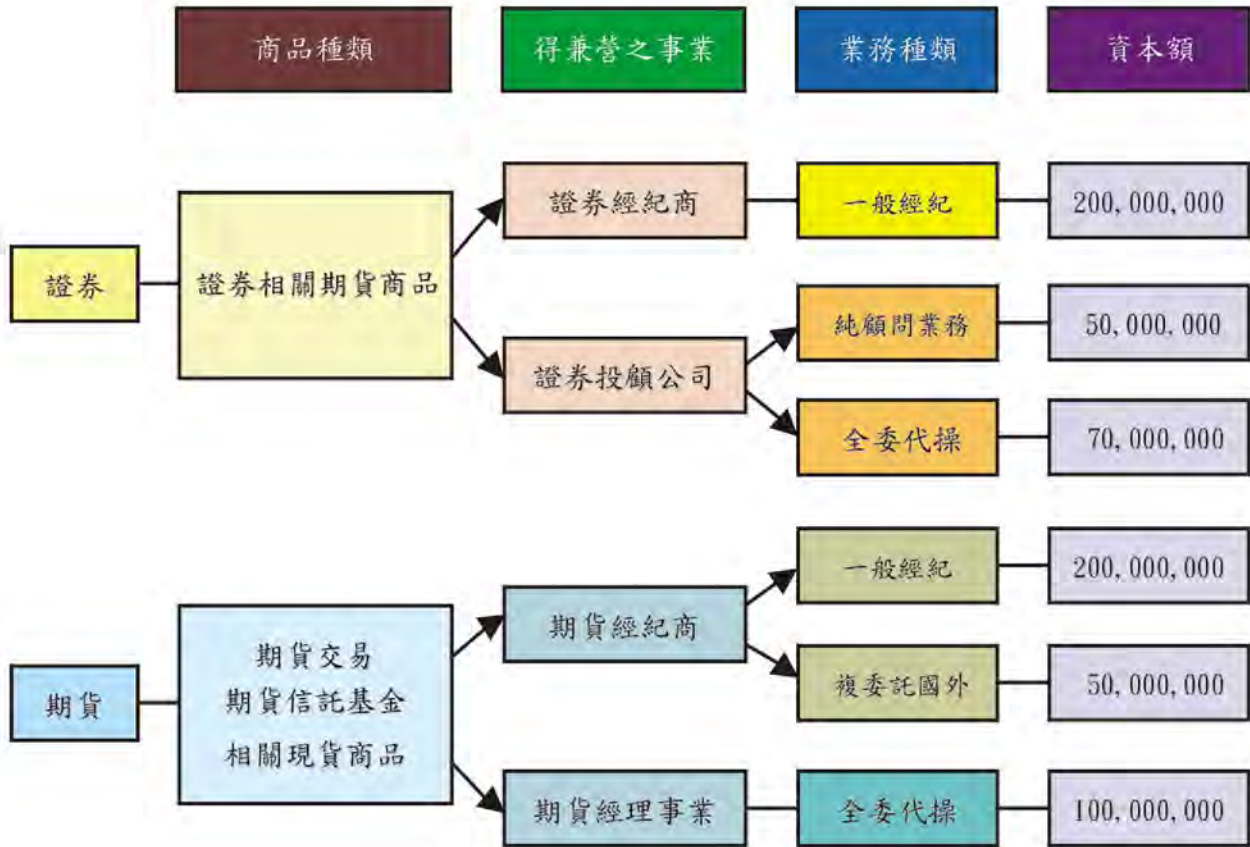 商品種類
得兼營之事業
業務種類
資本額
證券
證券相關期貨商品
證券經紀商
一般經紀
200,000,000
證券投顧公司
純顧問業務
50,000,000
全委代操
70,000,000
期貨
期貨交易
期貨信託基金
相關現貨商品
期貨經紀商
一般經紀
200,000,000
複委託國外
50,000,000
期貨經理事業
全委代操
100,000,000